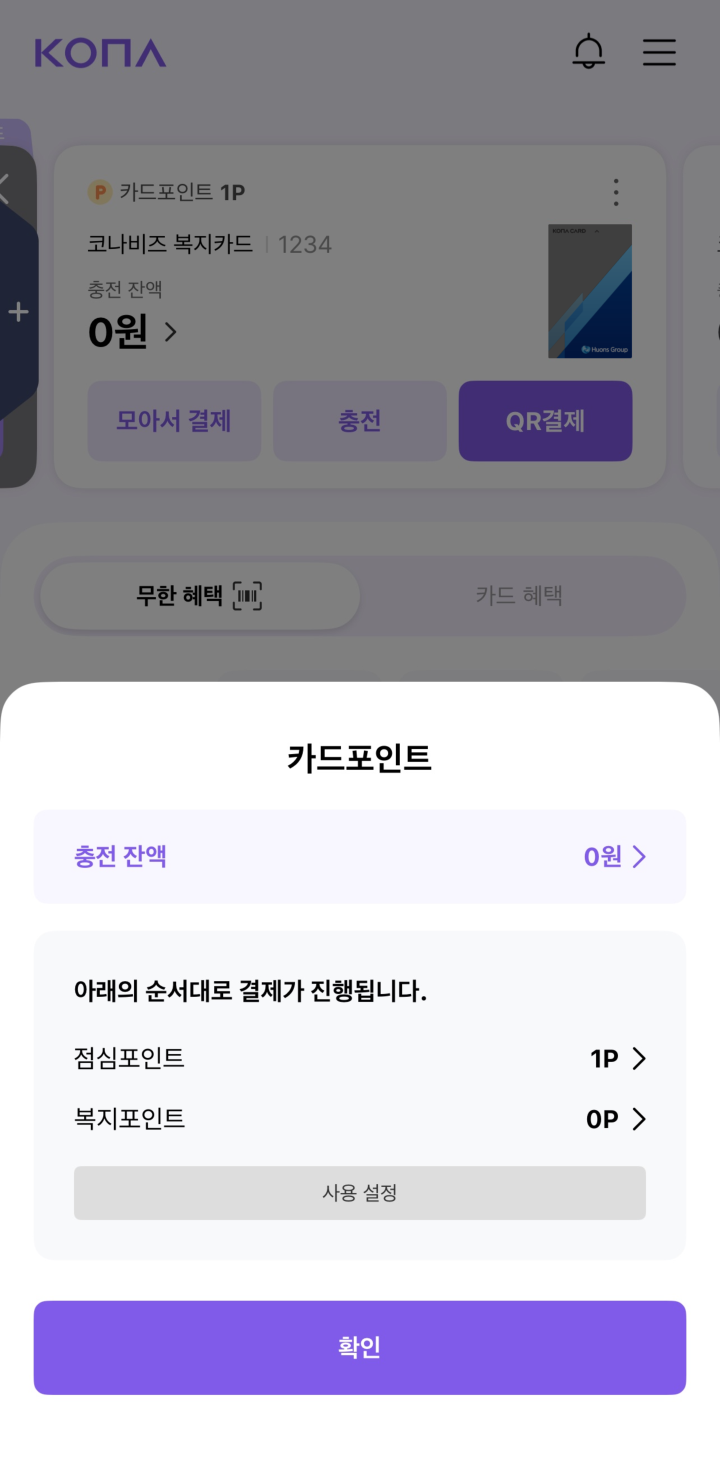 KONA
P 카드포인트 1P
코나비즈 복지카드 | 1234
충전 잔액
0원 >
KONA CARD
Huons Group
모아서 결제
충전
QR결제
무한 혜택
카드 혜택
카드포인트
충전 잔액 0원 >
아래의 순서대로 결제가 진행됩니다.
점심포인트 1P >
복지포인트 0P >
사용 설정
확인